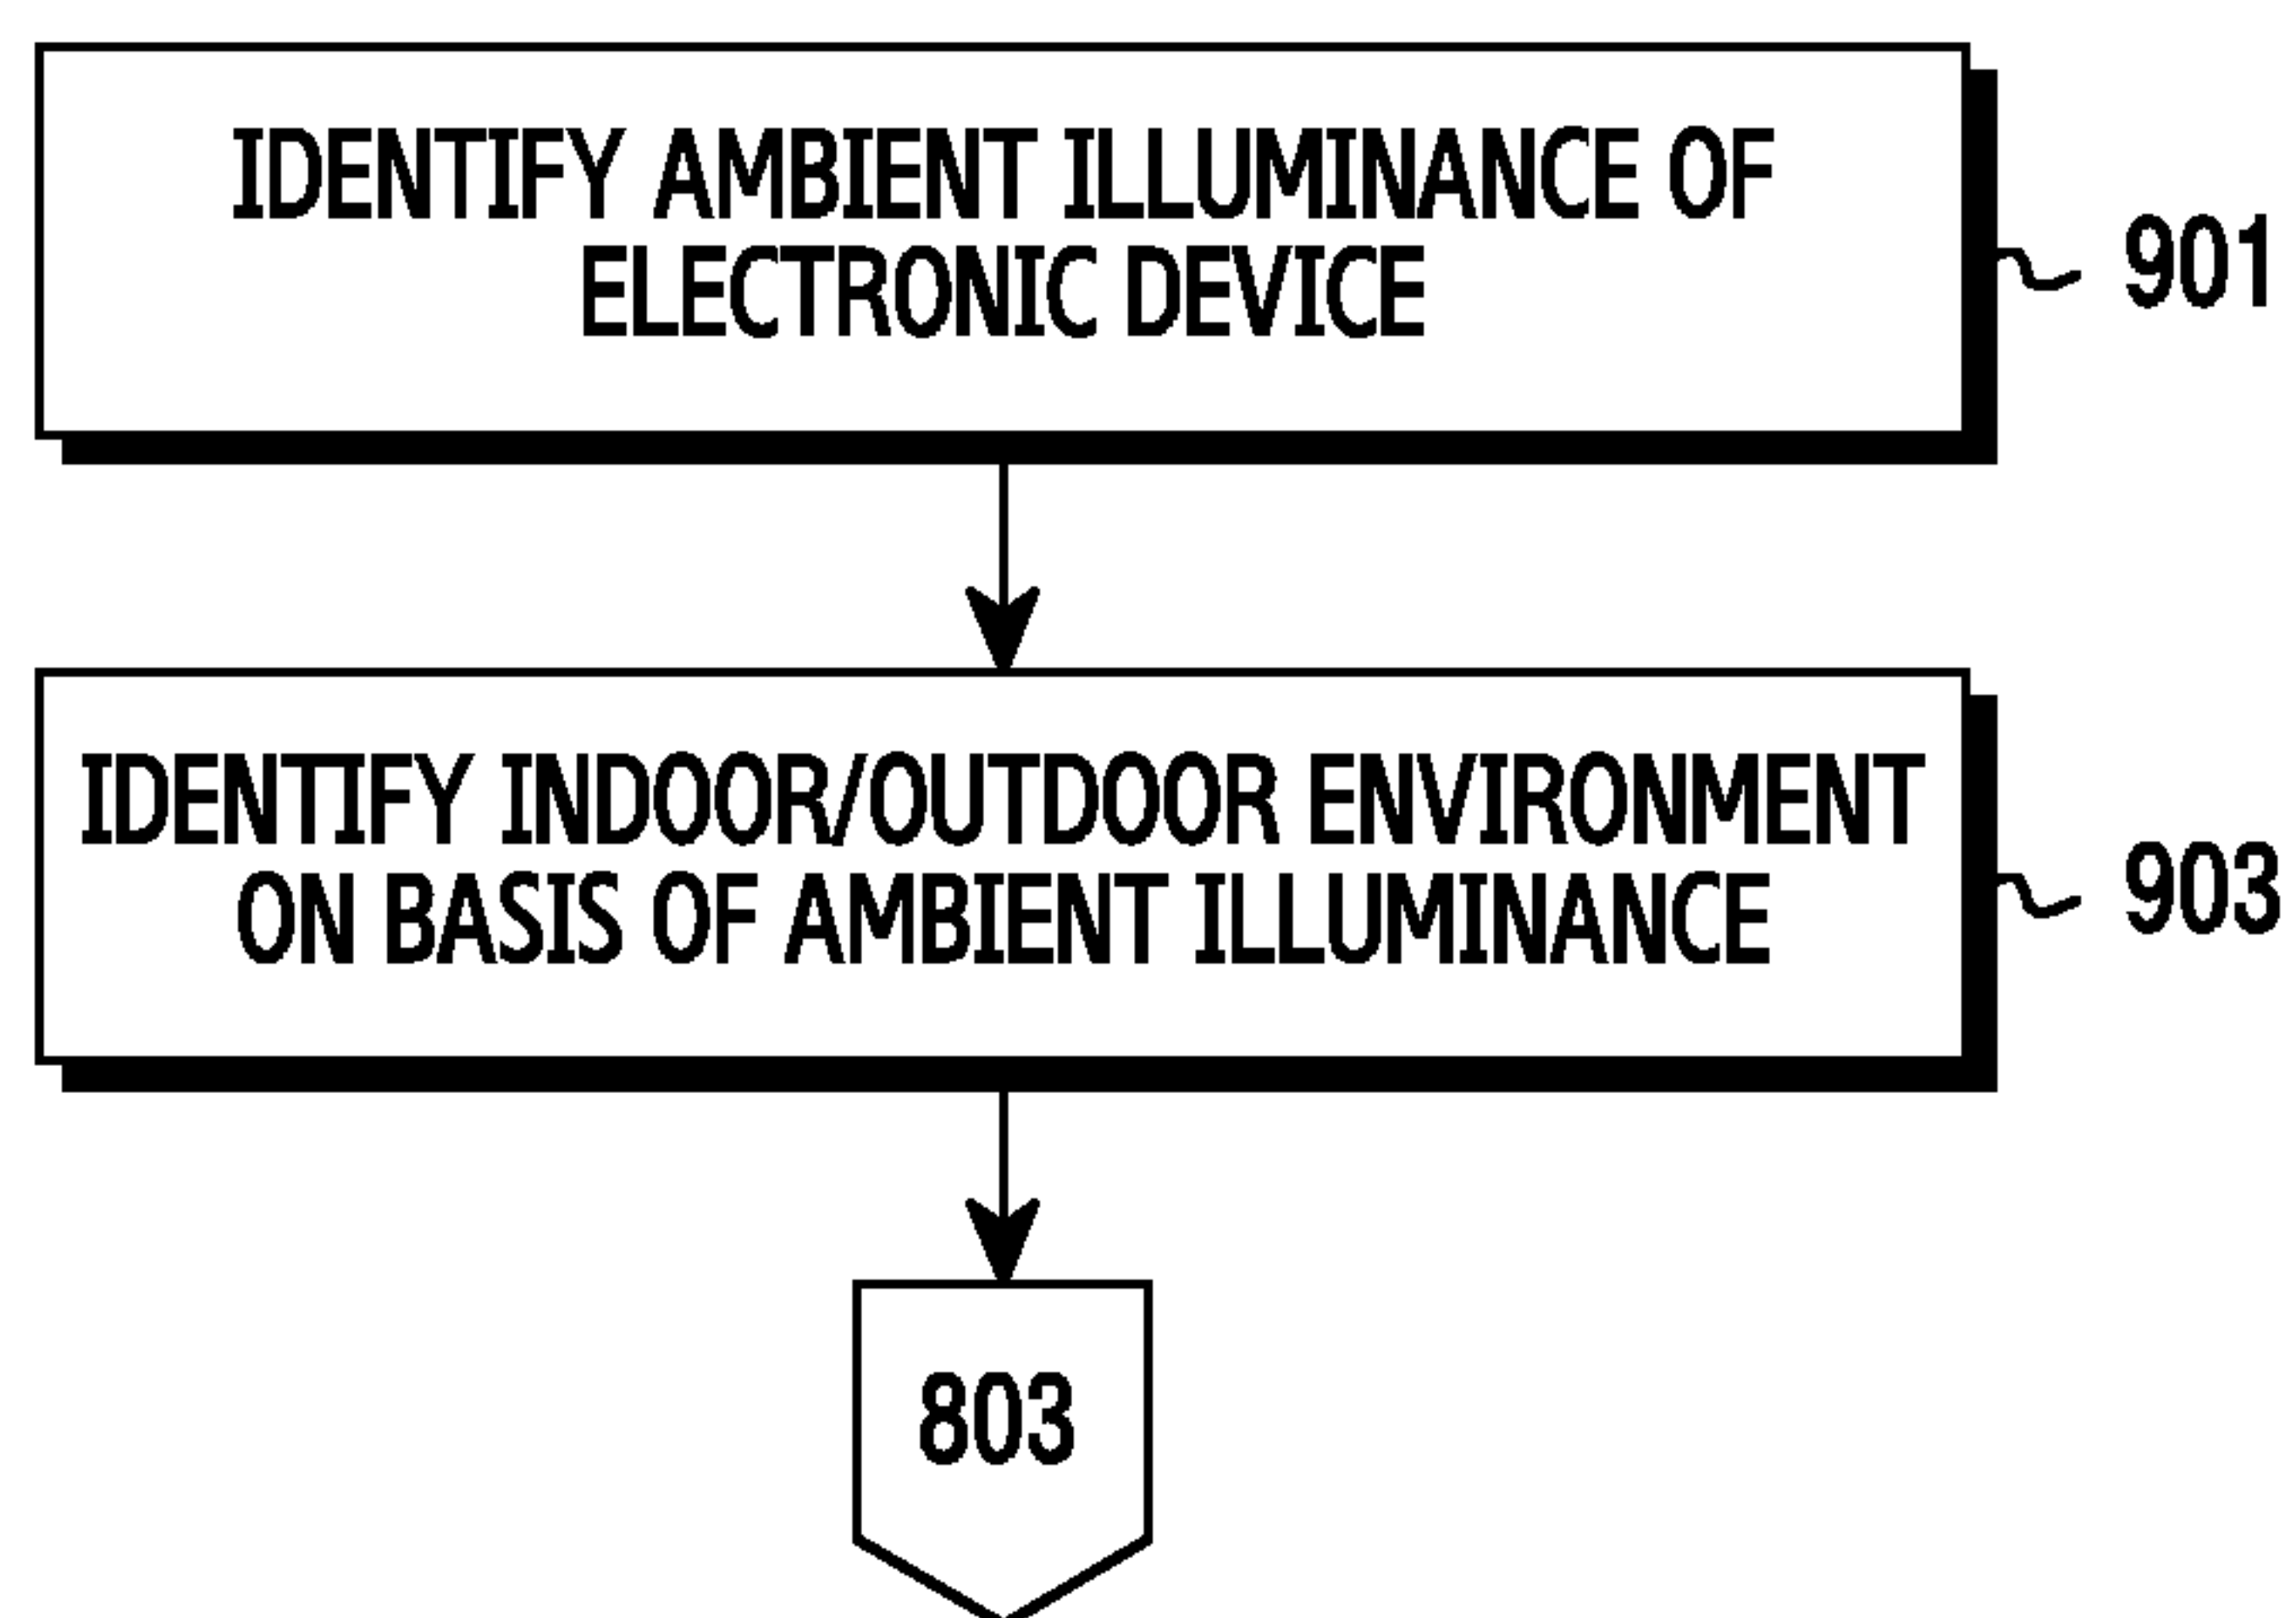 IDENTIFY AMBIENT ILLUMINANCE OF
ELECTRONIC DEVICE
901
IDENTIFY INDOOR/OUTDOOR ENVIRONMENT
ON BASIS OF AMBIENT ILLUMINANCE
903
803